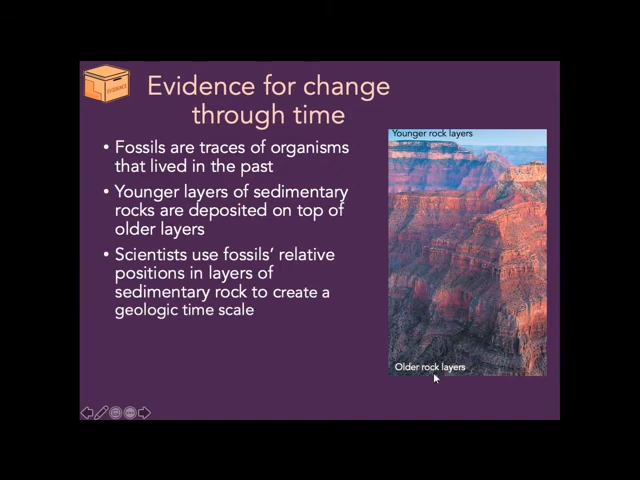 EVIDENCE
Evidence for change
through time
• Fossils are traces of organisms
that lived in the past
• Younger layers of sedimentary
rocks are deposited on top of
older layers
• Scientists use fossils’ relative
positions in layers of
sedimentary rock to create a
geologic time scale
Younger rock layers
Older rock layers